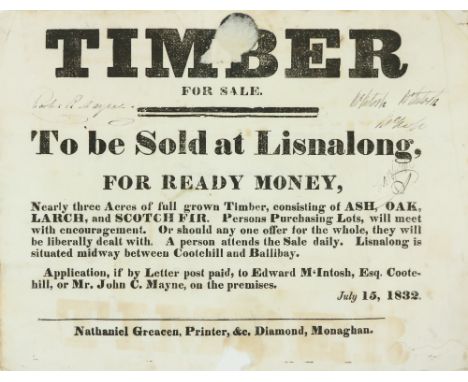 TIMBER
FOR SALE.
To be Sold at Lisnalong,
FOR READY MONEY,
Nearly three Acres of full grown Timber, consisting of ASH, OAK,
LARCH, and SCOTCH FIR. Persons Purchasing Lots, will meet
with encouragement. Or should any one offer for the whole, they will
be liberally dealt with. A person attends the Sale daily. Lisnalong is
situated midway between Cootehill and Ballibay.
Application, if by Letter post paid, to Edward M'Intosh, Esq. Coote-
hill, or Mr. John C. Mayne, on the premises.
July 15, 1832.
Nathaniel Greacen, Printer, &c. Diamond, Monaghan.